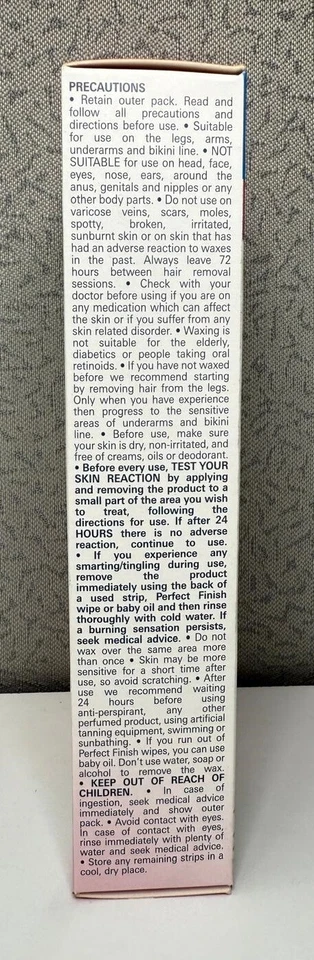 PRECAUTIONS
• Retain outer pack. Read and
follow all precautions and
directions before use. • Suitable
for use on the legs, arms,
underarms and bikini line. • NOT
SUITABLE for use on head, face,
eyes, nose, ears, around the
anus, genitals and nipples or any
other body parts. • Do not use on
varicose veins, scars, moles,
spotty, broken, irritated,
sunburnt skin or on skin that has
had an adverse reaction to waxes
in the past. Always leave 72
hours between hair removal
sessions. • Check with your
doctor before using if you are on
any medication which can affect
the skin or if you suffer from any
skin related disorder. • Waxing is
not suitable for the elderly,
diabetics or people taking oral
retinoids. • If you have not waxed
before we recommend starting
by removing hair from the legs.
Only when you have experience
then progress to the sensitive
areas of underarms and bikini
line. • Before use, make sure
your skin is dry, non-irritated, and
free of creams, oils or deodorant.
• Before every use, TEST YOUR
SKIN REACTION by applying
and removing the product to a
small part of the area you wish
to treat, following the
directions for use. If after 24
HOURS there is no adverse
reaction, continue to use.
• If you experience any
smarting/tingling during use,
remove the product
immediately using the back of
a used strip, Perfect Finish
wipe or baby oil and then rinse
thoroughly with cold water. If
a burning sensation persists,
seek medical advice. • Do not
wax over the same area more
than once • Skin may be more
sensitive for a short time after
use, so avoid scratching. • After
use we recommend waiting
24 hours before using
anti-perspirant, any other
perfumed product, using artificial
tanning equipment, swimming or
sunbathing. • If you run out of
Perfect Finish wipes, you can use
baby oil. Don't use water, soap or
alcohol to remove the wax.
• KEEP OUT OF REACH OF
CHILDREN. • In case of
ingestion, seek medical advice
immediately and show outer
pack. • Avoid contact with eyes.
In case of contact with eyes,
rinse immediately with plenty of
water and seek medical advice.
• Store any remaining strips in a
cool, dry place.